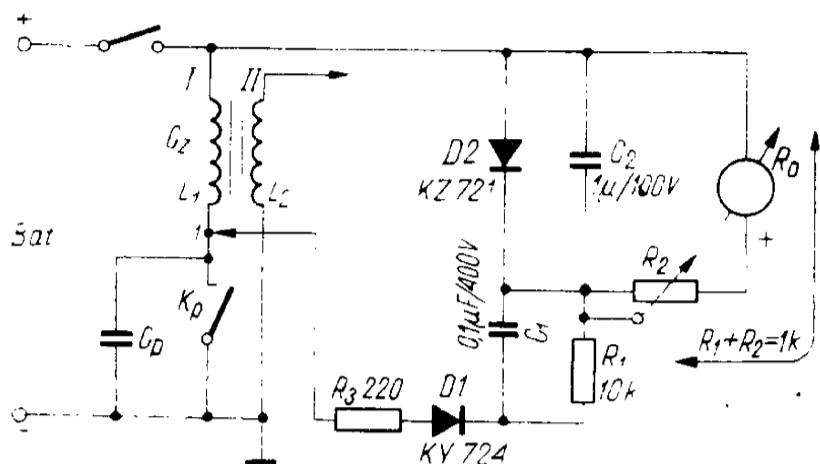 +
I
II
Cz
L1
L2
1
Bat
Kp
Cp
-
D2
KZ 721
C2
1µ/100V
Ro
+
R2
0,1µF/400V
C1
R1
10k
R1+R2=1k
R3 220
D1
KY 724